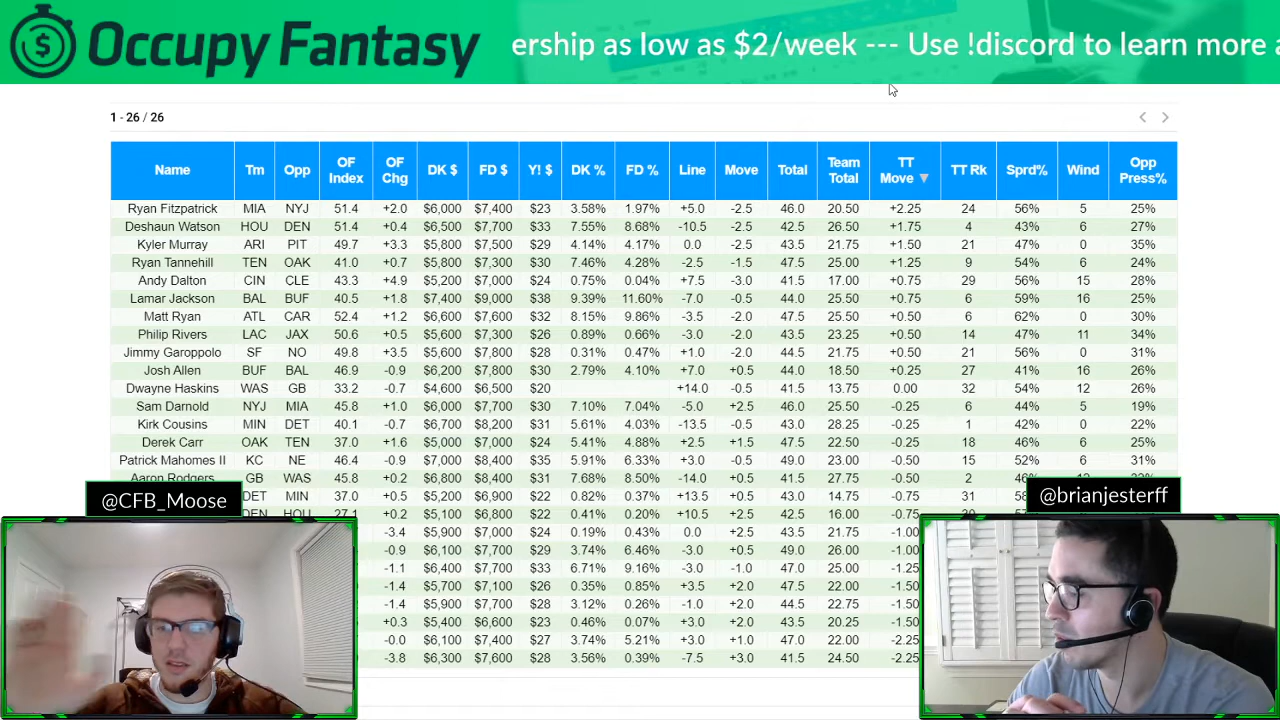 Occupy Fantasy
ership as low as $2/week --- Use !discord to learn more a
1 - 26 / 26
Name Tm Opp OF Index OF Chg DK $ FD $ Y! $ DK % FD % Line Move Total Team Total TT Move TT Rk Sprd% Wind Opp Press%
Ryan Fitzpatrick MIA NYJ 51.4 +2.0 $6,000 $7,400 $23 3.58% 1.97% +5.0 -2.5 46.0 20.50 +2.25 24 56% 5 25%
Deshaun Watson HOU DEN 51.4 +0.4 $6,500 $7,700 $33 7.55% 8.68% -10.5 -2.5 42.5 26.50 +1.75 4 43% 6 27%
Kyler Murray ARI PIT 49.7 +3.3 $5,800 $7,500 $29 4.14% 4.17% 0.0 -2.5 43.5 21.75 +1.50 21 47% 0 35%
Ryan Tannehill TEN OAK 41.0 +0.7 $5,800 $7,300 $30 7.46% 4.28% -2.5 -1.5 47.5 25.00 +1.25 9 54% 6 24%
Andy Dalton CIN CLE 43.3 +4.9 $5,200 $7,000 $24 0.75% 0.04% +7.5 -3.0 41.5 17.00 +0.75 29 56% 15 28%
Lamar Jackson BAL BUF 40.5 +1.8 $7,400 $9,000 $38 9.39% 11.60% -7.0 -0.5 44.0 25.50 +0.75 6 59% 16 25%
Matt Ryan ATL CAR 52.4 +1.2 $6,600 $7,600 $32 8.15% 9.86% -3.5 -2.0 47.5 25.50 +0.50 6 62% 0 30%
Philip Rivers LAC JAX 50.6 +0.5 $5,600 $7,300 $26 0.89% 0.66% -3.0 -2.0 43.5 23.25 +0.50 14 47% 11 34%
Jimmy Garoppolo SF NO 49.8 +3.5 $5,600 $7,800 $28 0.31% 0.47% +1.0 -2.0 44.5 21.75 +0.50 21 56% 0 31%
Josh Allen BUF BAL 46.9 -0.9 $6,200 $7,800 $30 2.79% 4.10% +7.0 +0.5 44.0 18.50 +0.25 27 41% 16 26%
Dwayne Haskins WAS GB 33.2 -0.7 $4,600 $6,500 $20 +14.0 -0.5 41.5 13.75 0.00 32 54% 12 26%
Sam Darnold NYJ MIA 45.8 +1.0 $6,000 $7,700 $30 7.10% 7.04% -5.0 +2.5 46.0 25.50 -0.25 6 44% 5 19%
Kirk Cousins MIN DET 40.1 -0.7 $6,700 $8,200 $31 5.61% 4.03% -13.5 -0.5 43.0 28.25 -0.25 1 42% 0 22%
Derek Carr OAK TEN 37.0 +1.6 $5,000 $7,000 $24 5.41% 4.88% +2.5 +1.5 47.5 22.50 -0.25 18 46% 6 25%
Patrick Mahomes II KC NE 46.4 -0.9 $7,000 $8,400 $35 5.91% 6.33% +3.0 -0.5 49.0 23.00 -0.50 15 52% 6 31%
Aaron Rodgers GB WAS 45.8 +0.2 $6,800 $8,400 $31 7.68% 8.50% -14.0 +0.5 41.5 27.75 -0.50 2
DET MIN 37.0 +0.5 $5,200 $6,900 $22 0.82% 0.37% +13.5 +0.5 43.0 14.75 -0.75 31
DEN HOU 27.1 +0.2 $5,100 $6,800 $22 0.41% 0.20% +10.5 +2.5 42.5 16.00 -0.75
-3.4 $5,900 $7,000 $24 0.19% 0.43% 0.0 +2.5 43.5 21.75 -1.00
-0.9 $6,100 $7,700 $29 3.74% 6.46% -3.0 +0.5 49.0 26.00 -1.00
-1.1 $6,400 $7,700 $33 6.71% 9.16% -3.0 -1.0 47.0 25.00 -1.25
-1.4 $5,700 $7,100 $26 0.35% 0.85% +3.5 +2.0 47.5 22.00 -1.50
-1.4 $5,900 $7,700 $28 3.12% 0.26% -1.0 +2.0 44.5 22.75 -1.50
+0.3 $5,400 $6,600 $23 0.46% 0.07% +3.0 +2.0 43.5 20.25 -1.50
-0.0 $6,100 $7,400 $27 3.74% 5.21% +3.0 +1.0 47.0 22.00 -2.25
-3.8 $6,300 $7,600 $28 3.56% 0.39% -7.5 +3.0 41.5 24.50 -2.25
@CFB_Moose
@brianjesterff